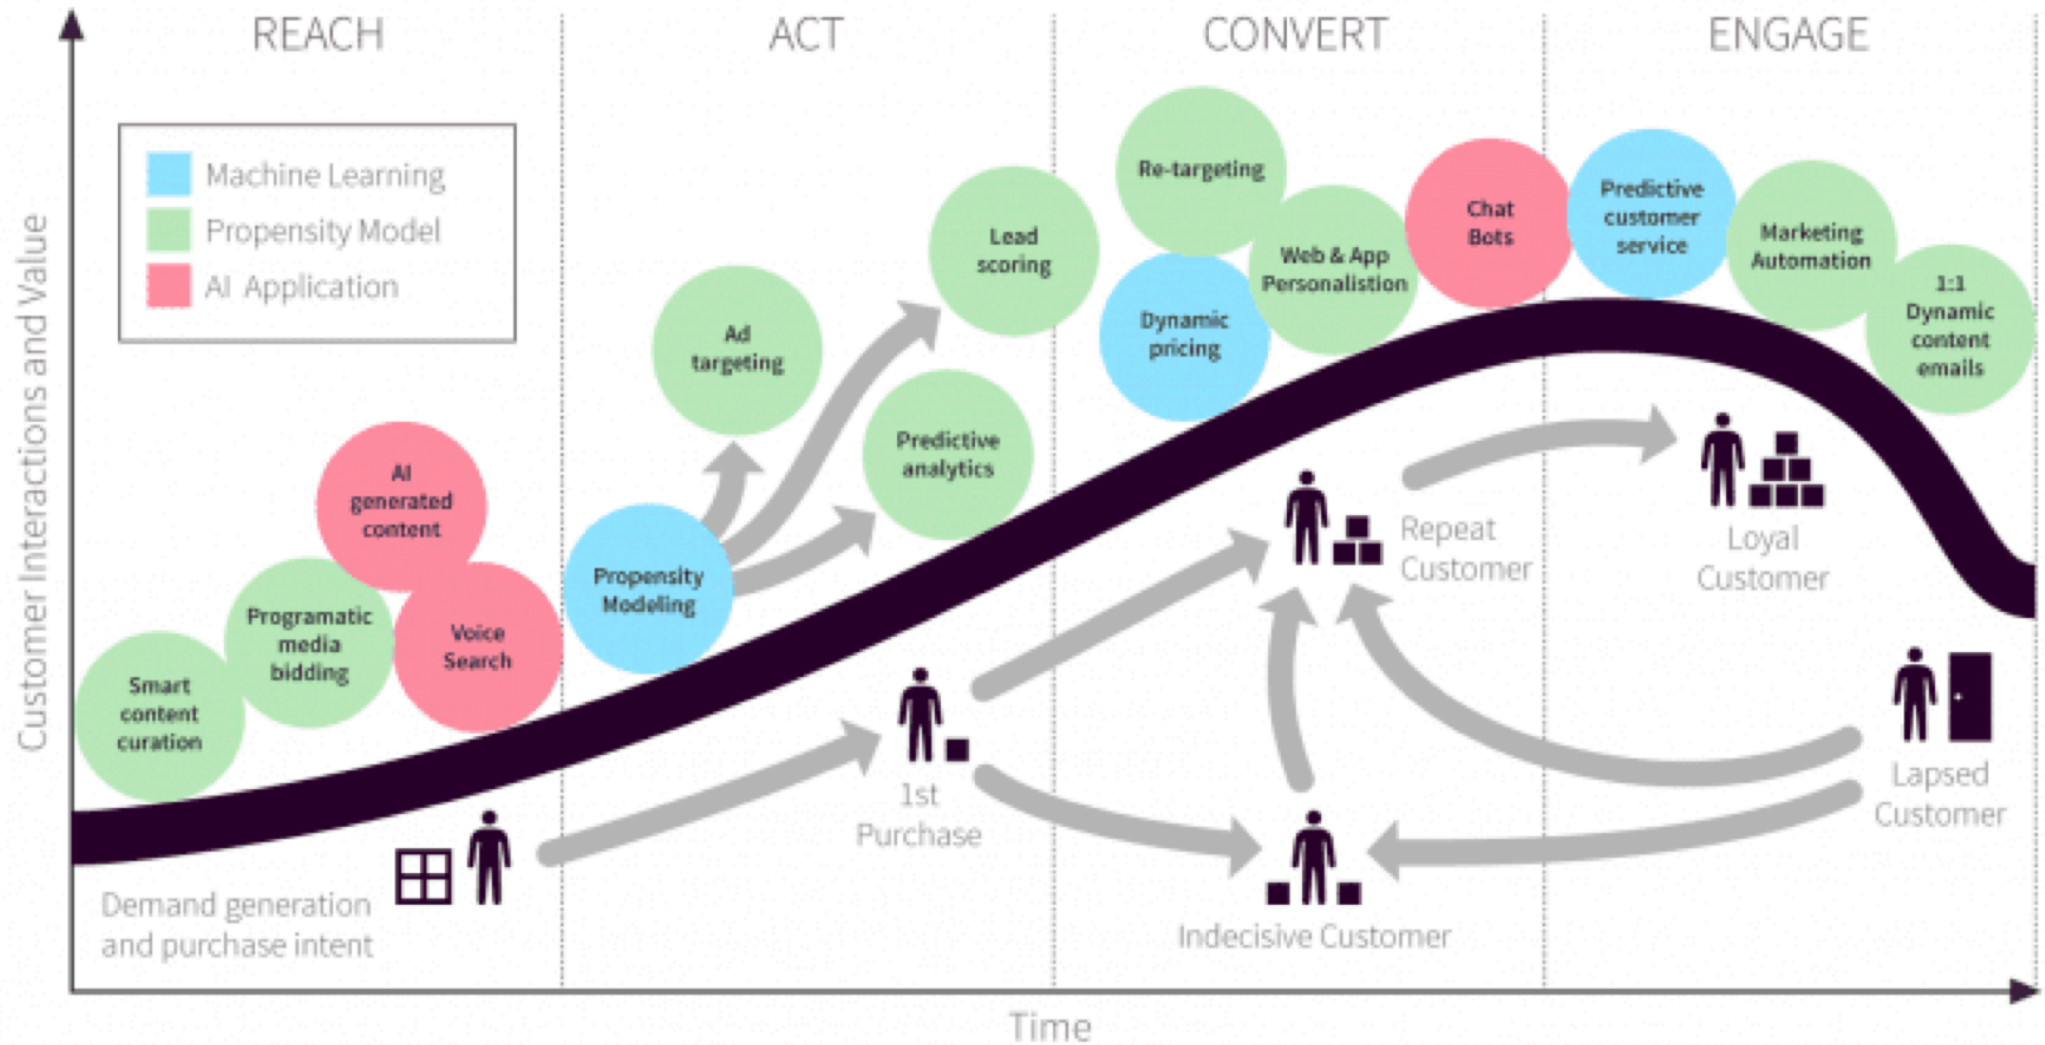 REACH
ACT
CONVERT
ENGAGE
Customer Interactions and Value
Machine Learning
Propensity Model
AI Application
Smart
content
curation
Programatic
media
bidding
AI
generated
content
Voice
Search
Propensity
Modeling
Ad
targeting
Lead
scoring
Predictive
analytics
Re-targeting
Dynamic
pricing
Web & App
Personalistion
Chat
Bots
Predictive
customer
service
Marketing
Automation
1:1
Dynamic
content
emails
Demand generation
and purchase intent
1st
Purchase
Repeat
Customer
Indecisive Customer
Loyal
Customer
Lapsed
Customer
Time